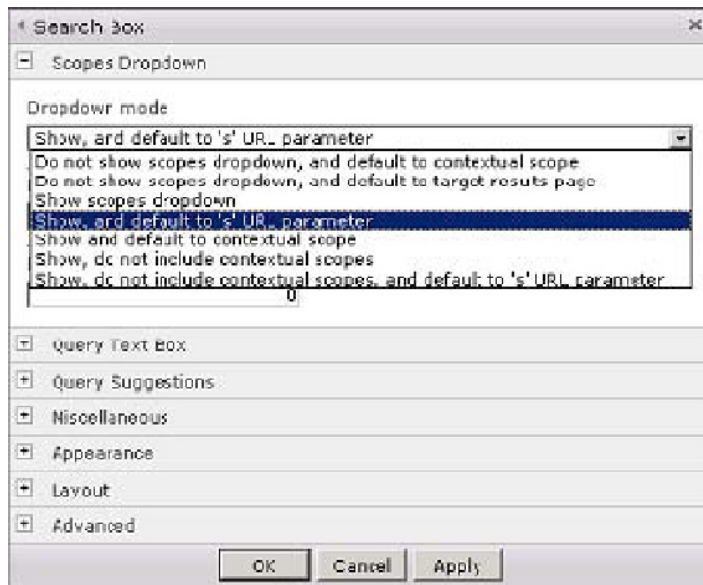 Search Box
Scopes Dropdown
Dropdown mode
Show, and default to 's' URL parameter
Do not show scopes dropdown, and default to contextual scope
Do not show scopes dropdown, and default to target results page
Show scopes dropdown
Show, and default to 's' URL parameter
Show and default to contextual scope
Show, do not include contextual scopes
Show, do not include contextual scopes, and default to 's' URL parameter
0
Query Text Box
Query Suggestions
Miscellaneous
Appearance
Layout
Advanced
OK Cancel Apply